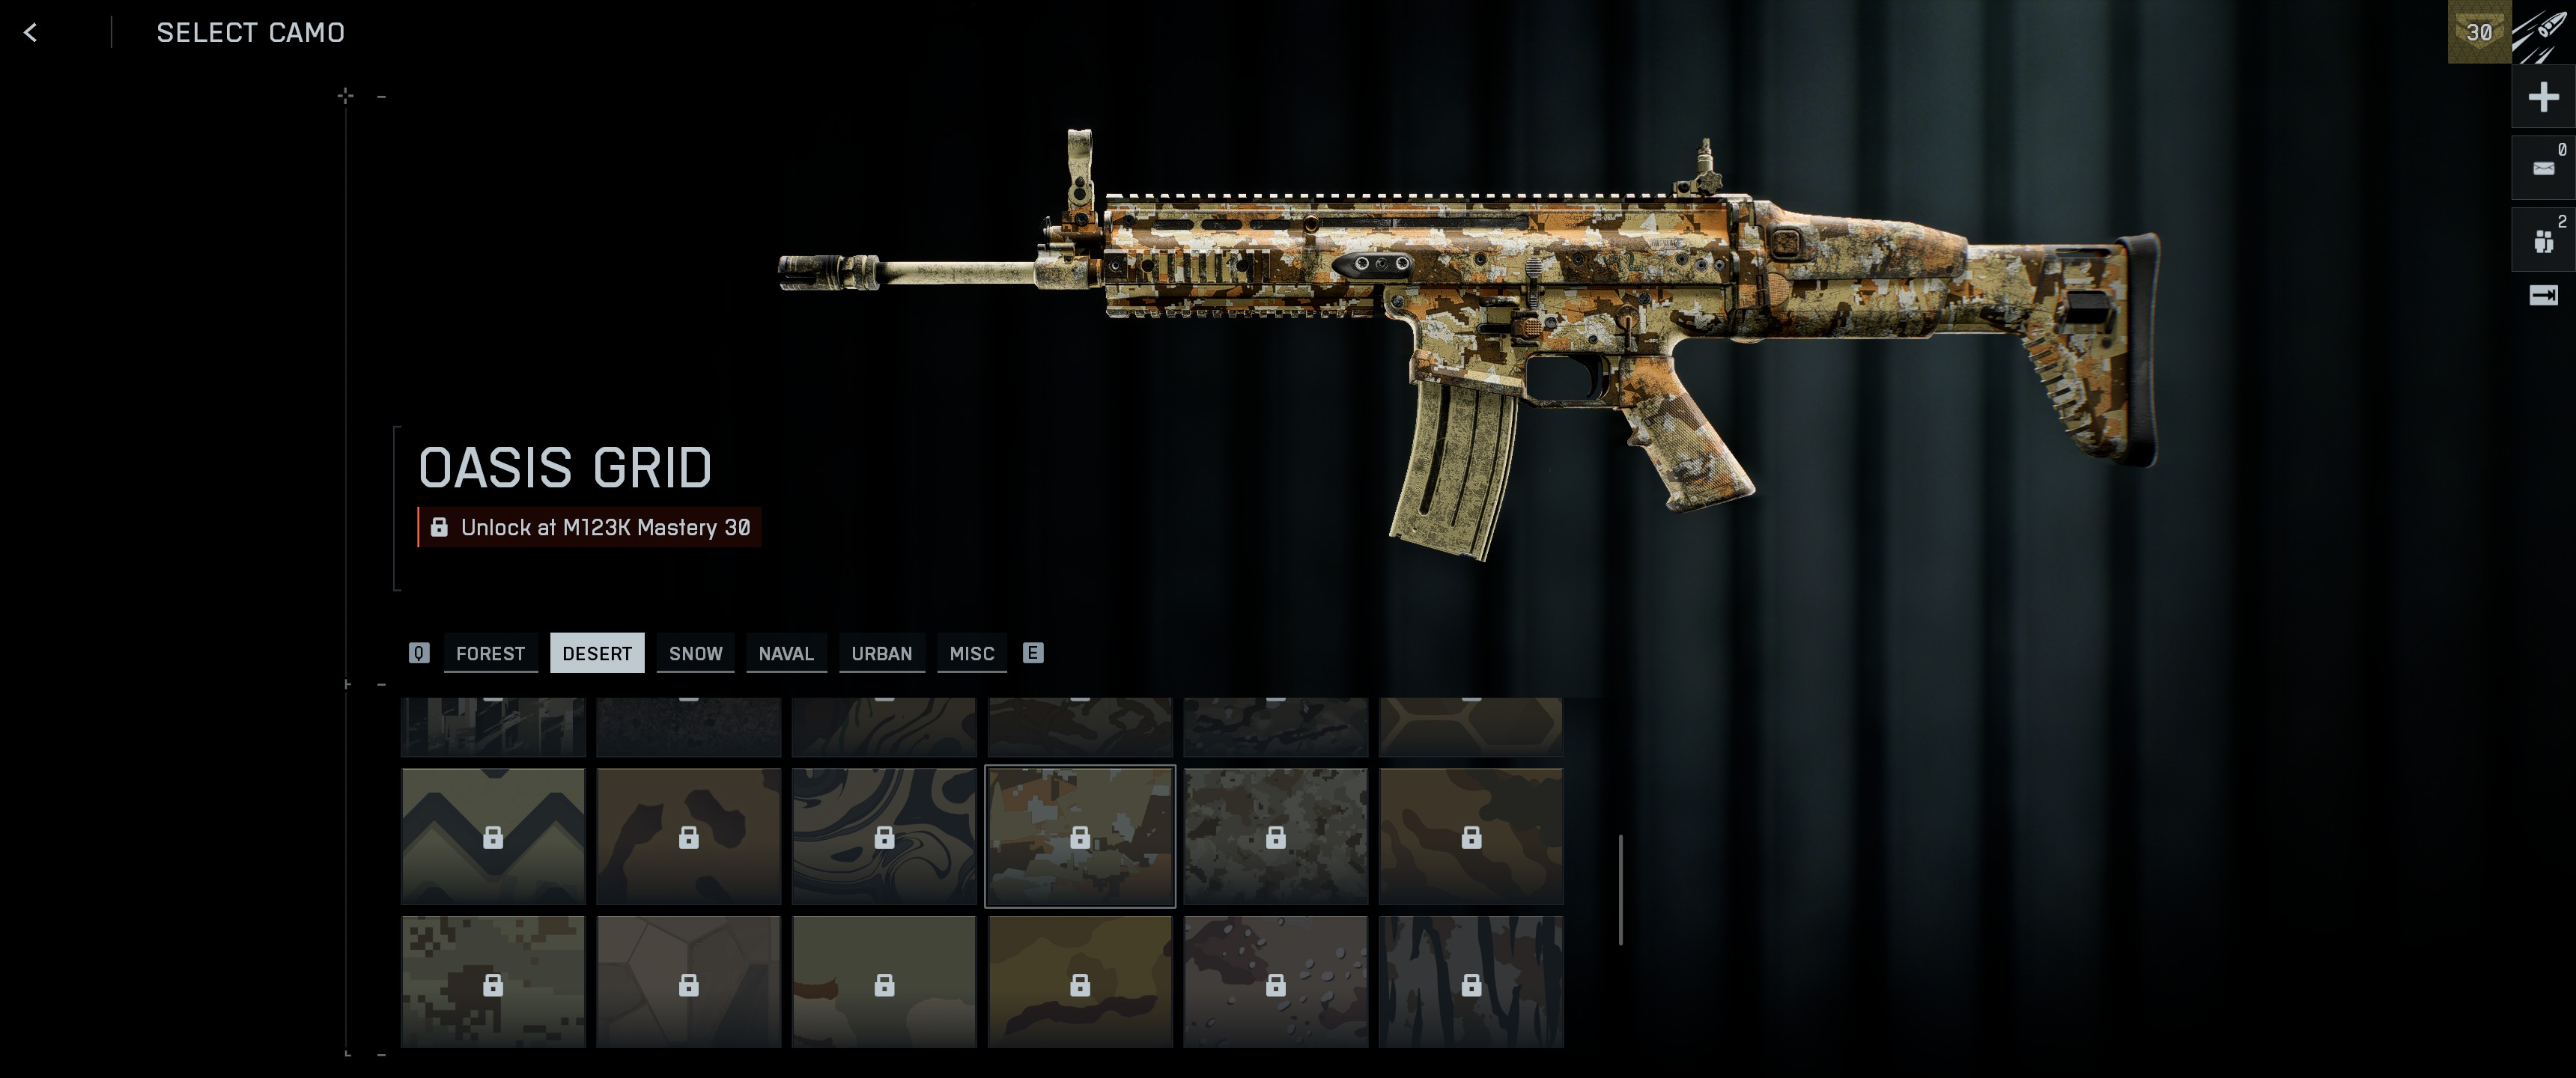 SELECT CAMO
30
0
2
OASIS GRID
Unlock at M123K Mastery 30
Q FOREST DESERT SNOW NAVAL URBAN MISC E